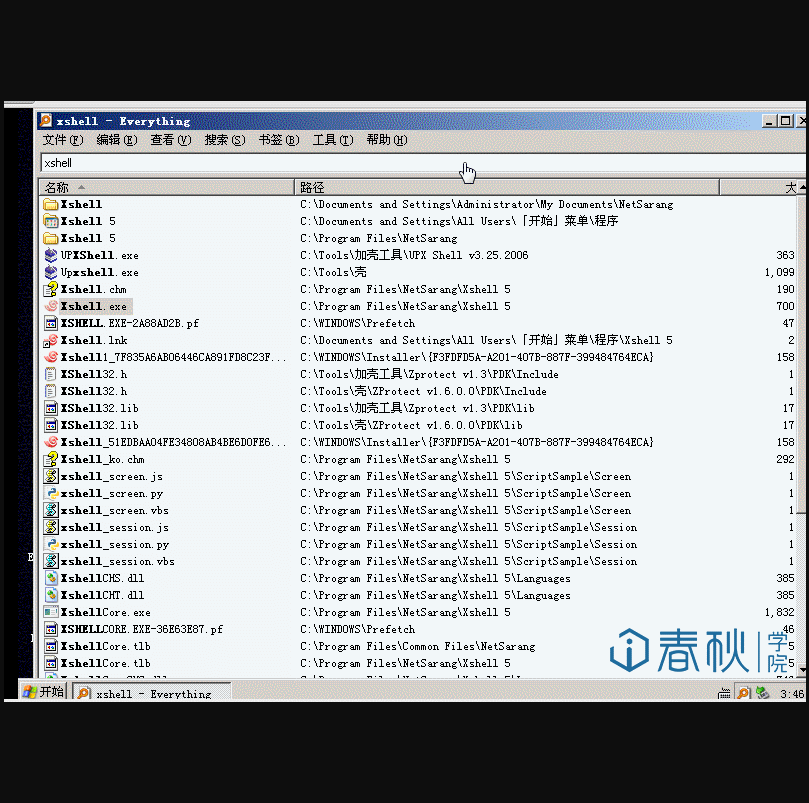 xshell - Everything
文件(F) 编辑(E) 查看(V) 搜索(S) 书签(B) 工具(T) 帮助(H)
xshell
名称 路径 大
Xshell C:\Documents and Settings\Administrator\My Documents\NetSarang
Xshell 5 C:\Documents and Settings\All Users\「开始」菜单\程序
Xshell 5 C:\Program Files\NetSarang
UPXShell.exe C:\Tools\加壳工具\UPX Shell v3.25.2006 363
Upxshell.exe C:\Tools\壳 1,099
Xshell.chm C:\Program Files\NetSarang\Xshell 5 190
Xshell.exe C:\Program Files\NetSarang\Xshell 5 700
XSHELL.EXE-2A88AD2B.pf C:\WINDOWS\Prefetch 47
Xshell.lnk C:\Documents and Settings\All Users\「开始」菜单\程序\Xshell 5 2
Xshell1_7F835A6AB06446CA891FD8C23F... C:\WINDOWS\Installer\{F3FDFD5A-A201-407B-887F-399484764ECA} 158
XShell32.h C:\Tools\加壳工具\Zprotect v1.3\PDK\Include 1
XShell32.h C:\Tools\壳\ZProtect v1.6.0.0\PDK\Include 1
XShell32.lib C:\Tools\加壳工具\Zprotect v1.3\PDK\lib 17
XShell32.lib C:\Tools\壳\ZProtect v1.6.0.0\PDK\lib 17
Xshell_51EDBAA04FE34808AB4BE6D0FE6... C:\WINDOWS\Installer\{F3FDFD5A-A201-407B-887F-399484764ECA} 158
Xshell_ko.chm C:\Program Files\NetSarang\Xshell 5 292
xshell_screen.js C:\Program Files\NetSarang\Xshell 5\ScriptSample\Screen 1
xshell_screen.py C:\Program Files\NetSarang\Xshell 5\ScriptSample\Screen 1
xshell_screen.vbs C:\Program Files\NetSarang\Xshell 5\ScriptSample\Screen 1
xshell_session.js C:\Program Files\NetSarang\Xshell 5\ScriptSample\Session 1
xshell_session.py C:\Program Files\NetSarang\Xshell 5\ScriptSample\Session 1
xshell_session.vbs C:\Program Files\NetSarang\Xshell 5\ScriptSample\Session 1
XshellCHS.dll C:\Program Files\NetSarang\Xshell 5\Languages 385
XshellCHT.dll C:\Program Files\NetSarang\Xshell 5\Languages 385
XshellCore.exe C:\Program Files\NetSarang\Xshell 5 1,832
XSHELLCORE.EXE-36E63E87.pf C:\WINDOWS\Prefetch 46
XshellCore.tlb C:\Program Files\Common Files\NetSarang 5
XshellCore.tlb C:\Program Files\NetSarang\Xshell 5 5
春秋学院
开始 xshell - Everything 3:46